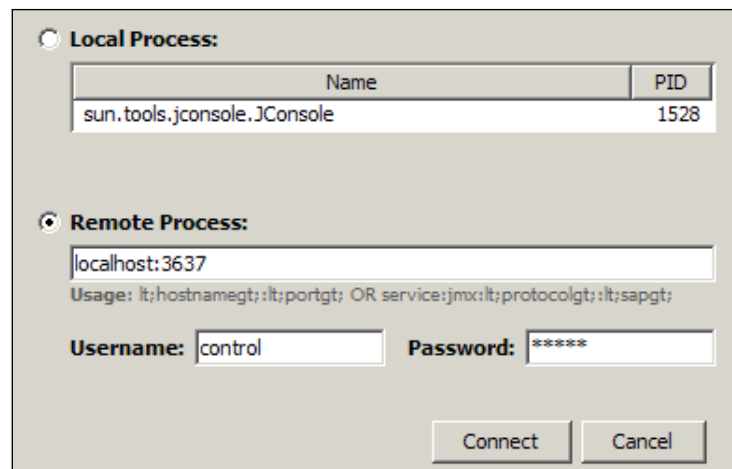 Local Process:
Name PID
sun.tools.jconsole.JConsole 1528
Remote Process:
localhost:3637
Usage: lt;hostnamegt;:lt;portgt; OR service:jmx:lt;protocolgt;:lt;sapgt;
Username: control Password: *****
Connect Cancel